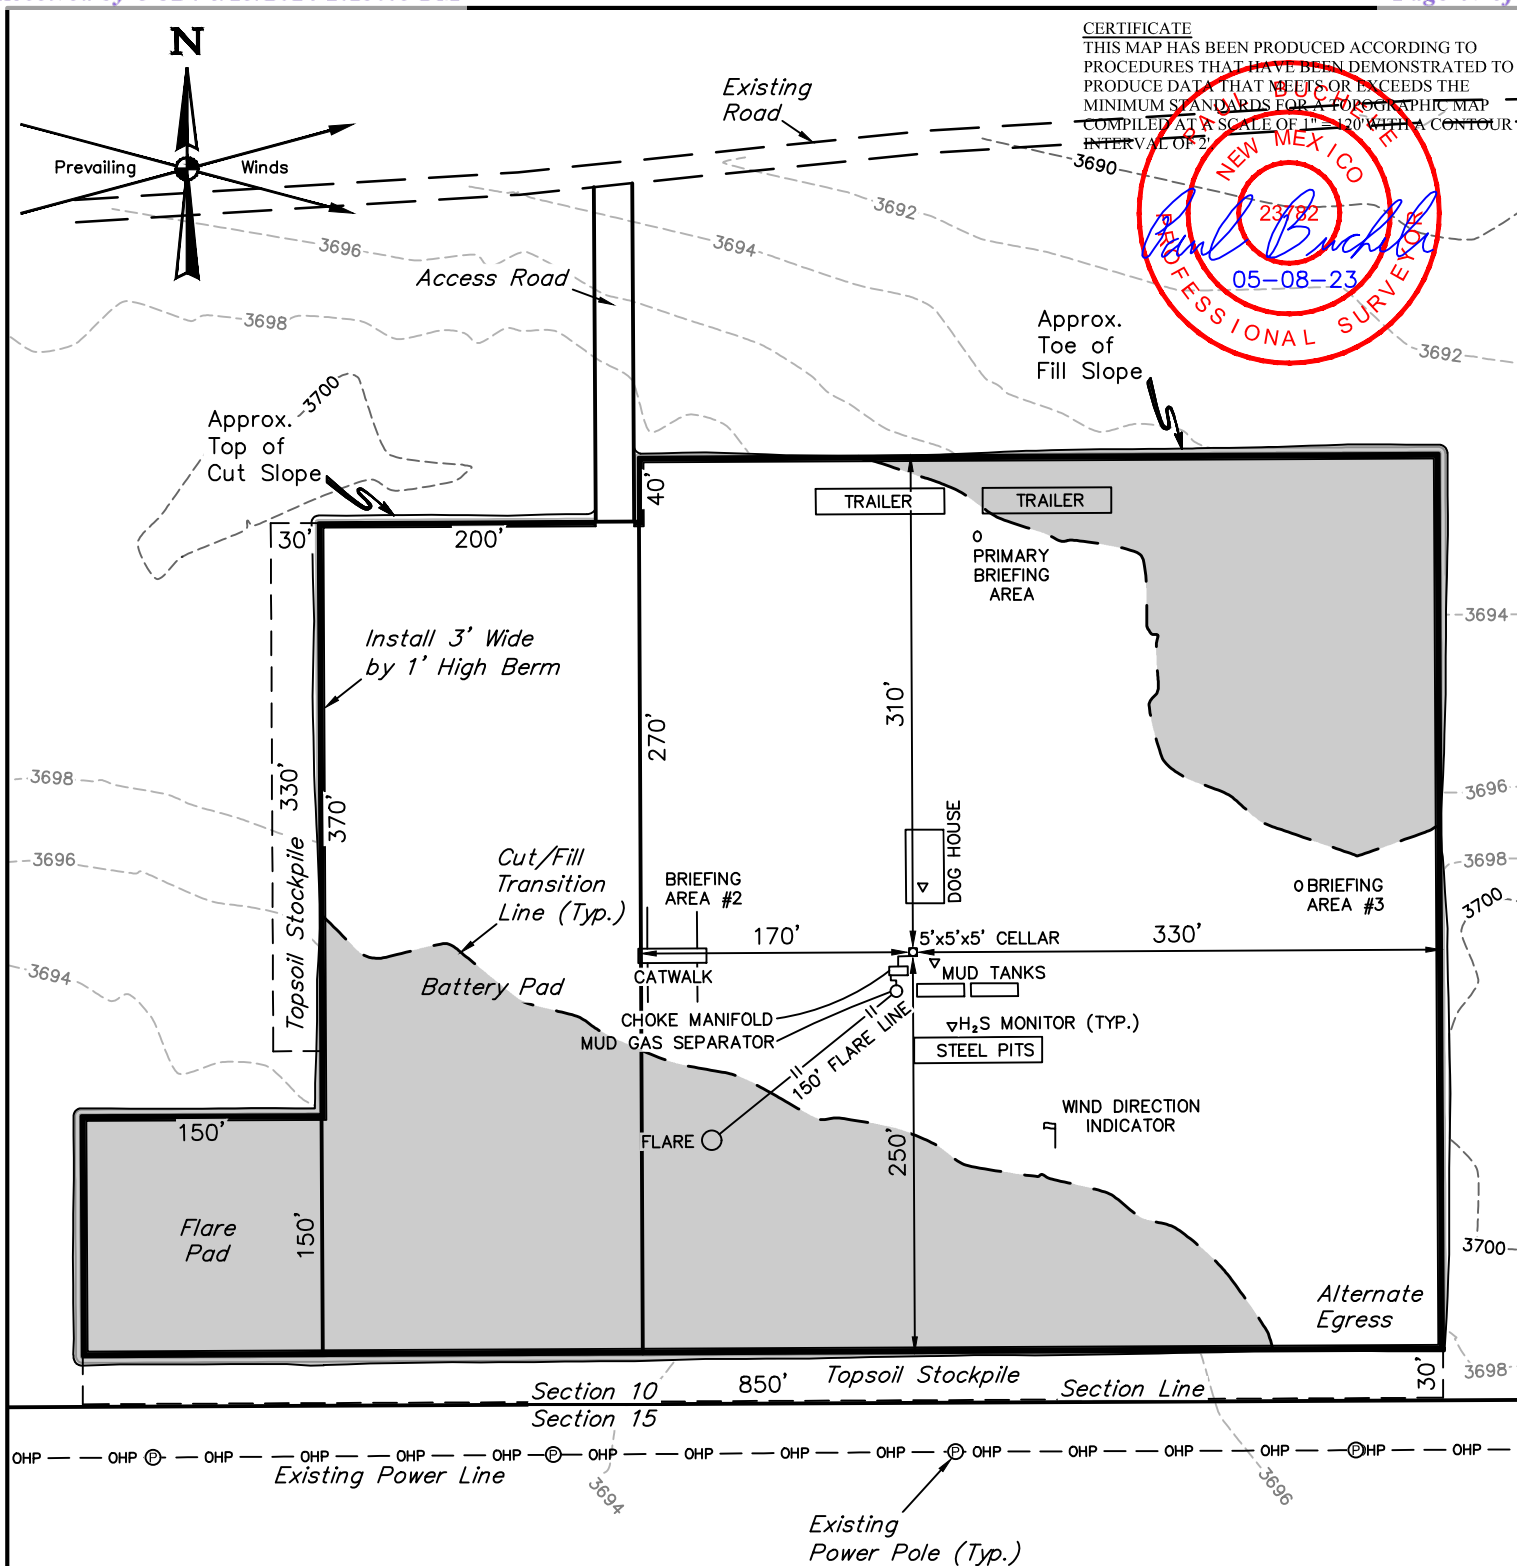 CERTIFICATE
THIS MAP HAS BEEN PRODUCED ACCORDING TO
PROCEDURES THAT HAVE BEEN DEMONSTRATED TO
PRODUCE DATA THAT MEETS OR EXCEEDS THE
MINIMUM STANDARDS FOR A TOPOGRAPHIC MAP
COMPILED AT A SCALE OF 1" = 120' WITH A CONTOUR
INTERVAL OF 2'.
N
Prevailing Winds
Existing
Road
PAUL BUCHELE
NEW MEXICO
23782
PROFESSIONAL SURVEYOR
Paul Buchele
05-08-23
3690
3692
3694
3696
3698
3700
3692
Access Road
Approx.
Toe of
Fill Slope
Approx.
Top of
Cut Slope
30'
200'
40'
TRAILER
TRAILER
PRIMARY
BRIEFING
AREA
3694
Install 3' Wide
by 1' High Berm
310'
270'
330'
370'
Topsoil Stockpile
3698
3696
3694
3696
3698
3700
DOG HOUSE
Cut/Fill
Transition
Line (Typ.)
BRIEFING
AREA #2
BRIEFING
AREA #3
170'
5'x5'x5' CELLAR
330'
CATWALK
MUD TANKS
Battery Pad
CHOKE MANIFOLD
MUD GAS SEPARATOR
H₂S MONITOR (TYP.)
STEEL PITS
150' FLARE LINE
WIND DIRECTION
INDICATOR
FLARE
250'
150'
150'
Flare
Pad
3700
Alternate
Egress
3698
30'
Topsoil Stockpile
850'
Section 10
Section Line
Section 15
OHP OHP P OHP OHP OHP OHP P OHP OHP OHP OHP P OHP OHP OHP OHP P OHP OHP
Existing Power Line
3694
3696
Existing
Power Pole (Typ.)